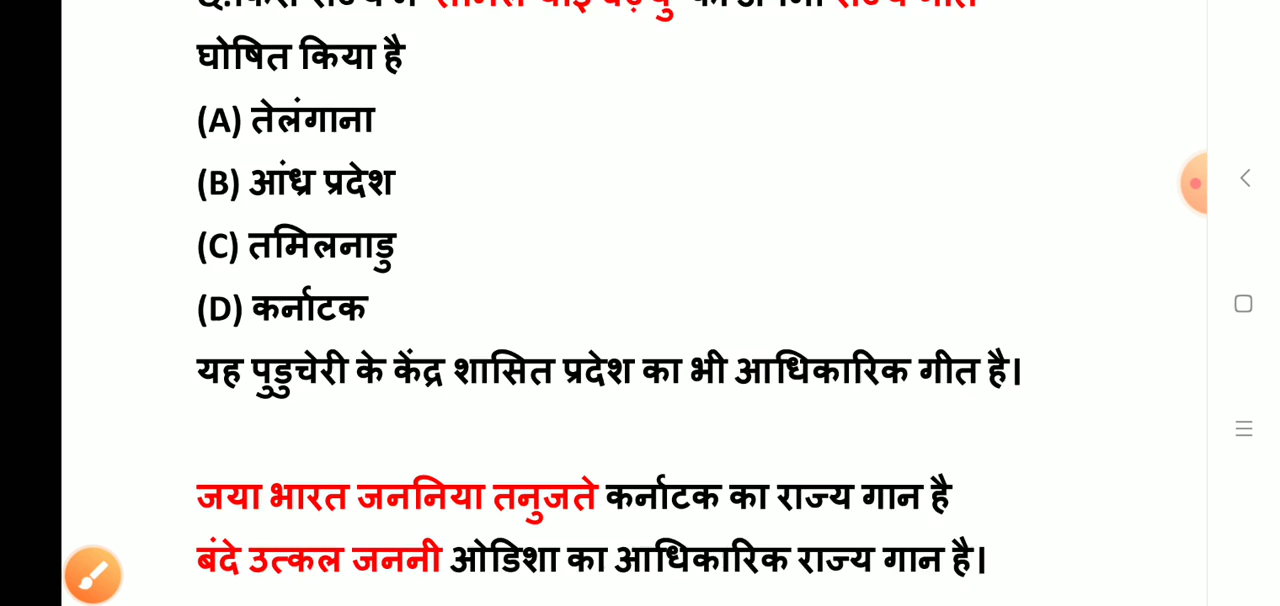 घोषित किया है
(A) तेलंगाना
(B) आंध्र प्रदेश
(C) तमिलनाडु
(D) कर्नाटक
यह पुडुचेरी के केंद्र शासित प्रदेश का भी आधिकारिक गीत है।
जया भारत जननिया तनुजते कर्नाटक का राज्य गान है
बंदे उत्कल जननी ओडिशा का आधिकारिक राज्य गान है।